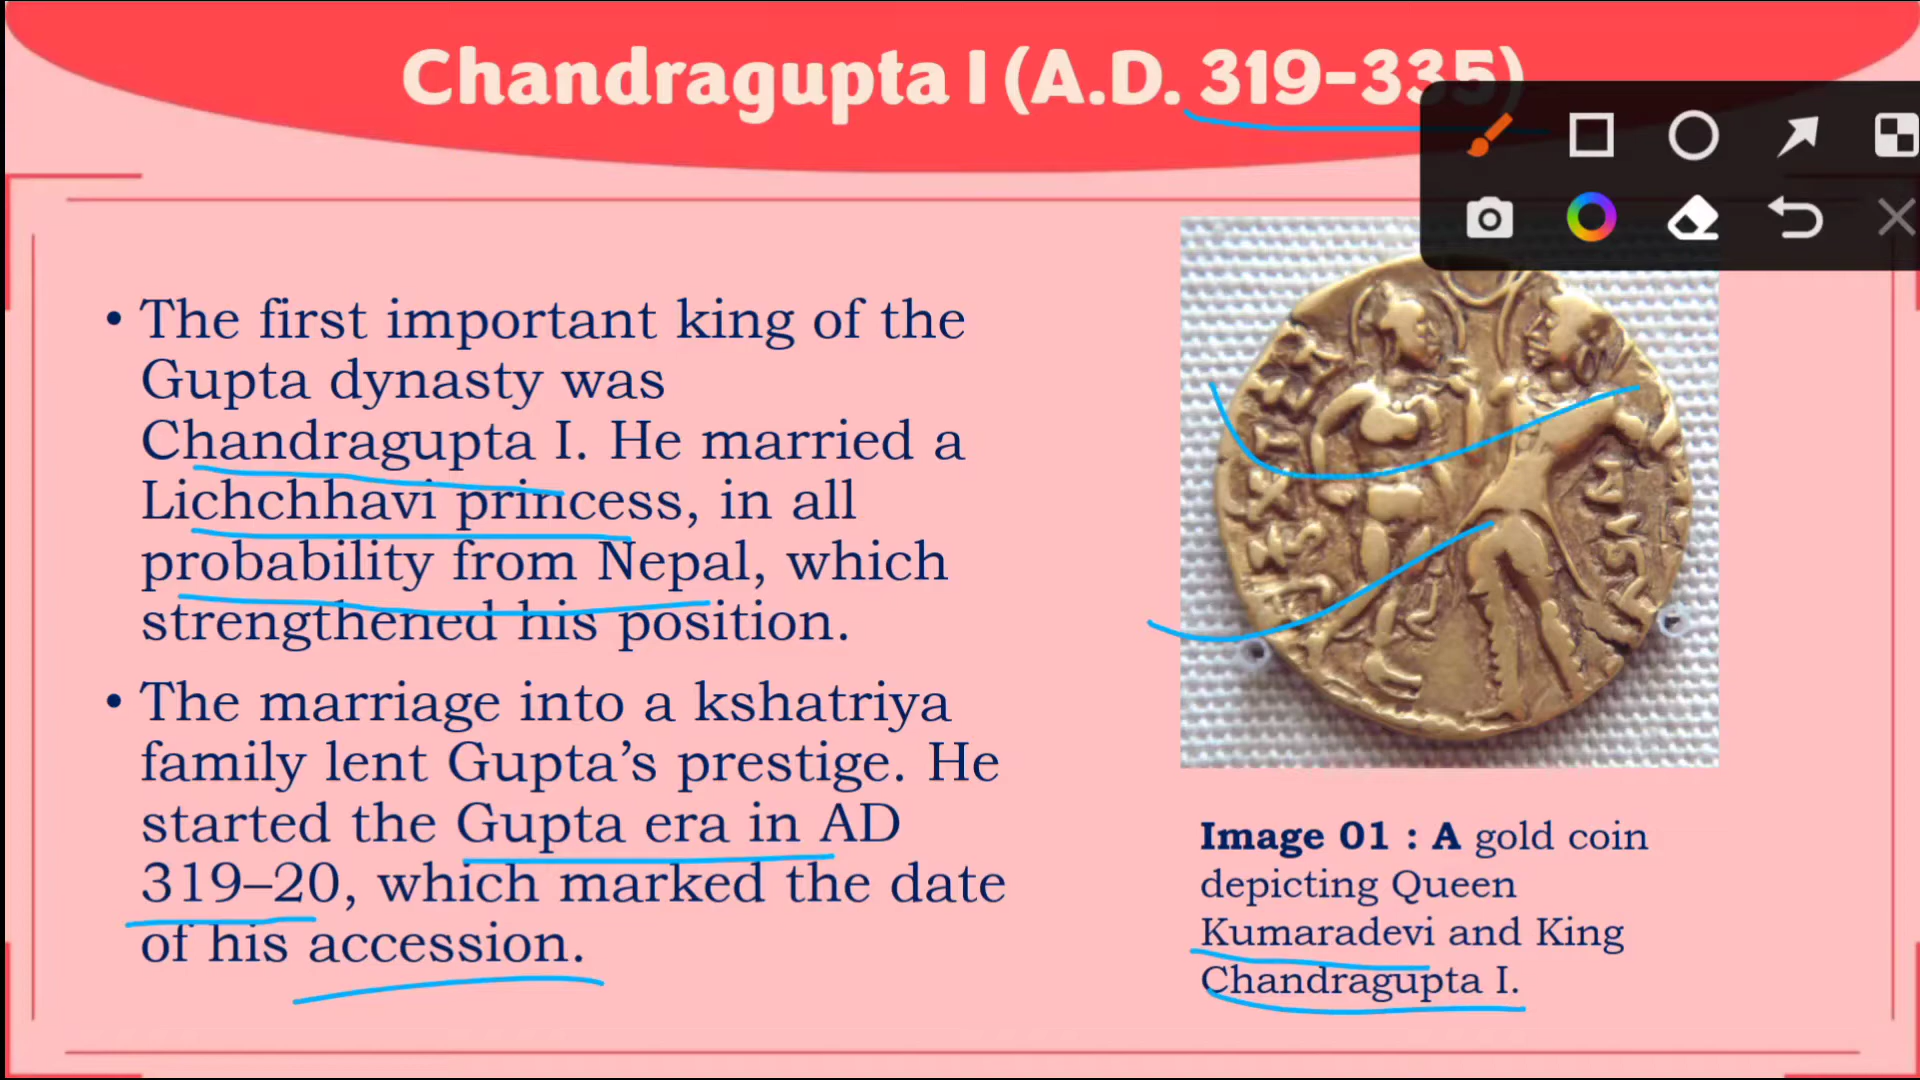 Chandragupta I (A.D. 319-335)
• The first important king of the
Gupta dynasty was
Chandragupta I. He married a
Lichchhavi princess, in all
probability from Nepal, which
strengthened his position.
• The marriage into a kshatriya
family lent Gupta’s prestige. He
started the Gupta era in AD
319–20, which marked the date
of his accession.
Image 01 : A gold coin
depicting Queen
Kumaradevi and King
Chandragupta I.